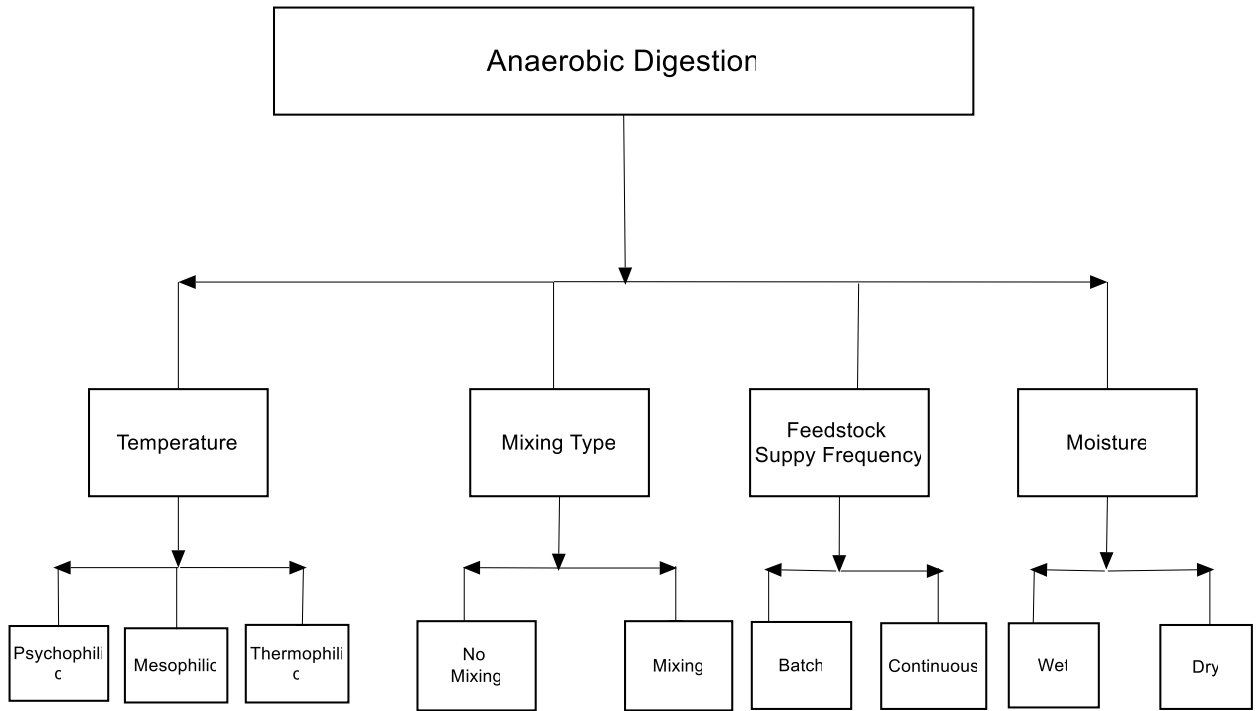 Anaerobic Digestion
Temperature
Mixing Type
Feedstock
Suppy Frequency
Moisture
Psychophili
c
Mesophilic
Thermophili
c
No
Mixing
Mixing
Batch
Continuous
Wet
Dry